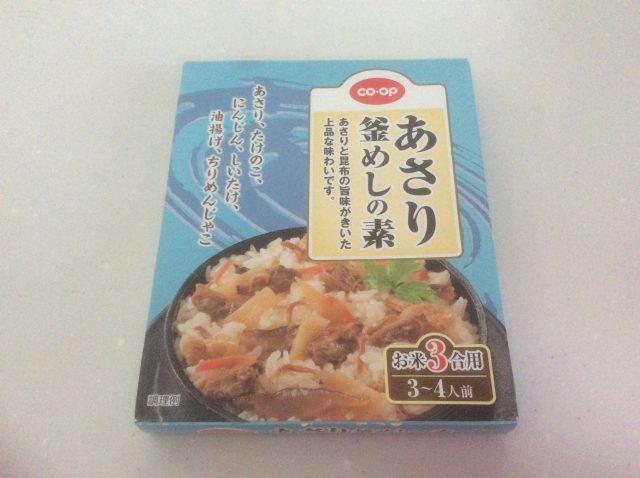 co·op
あさり
釜めしの素
あさりと昆布の旨味がきいた
上品な味わいです。
あさり、たけのこ、
にんじん、しいたけ、
油揚げ、ちりめんじゃこ
お米3合用
3〜4人前
調理例